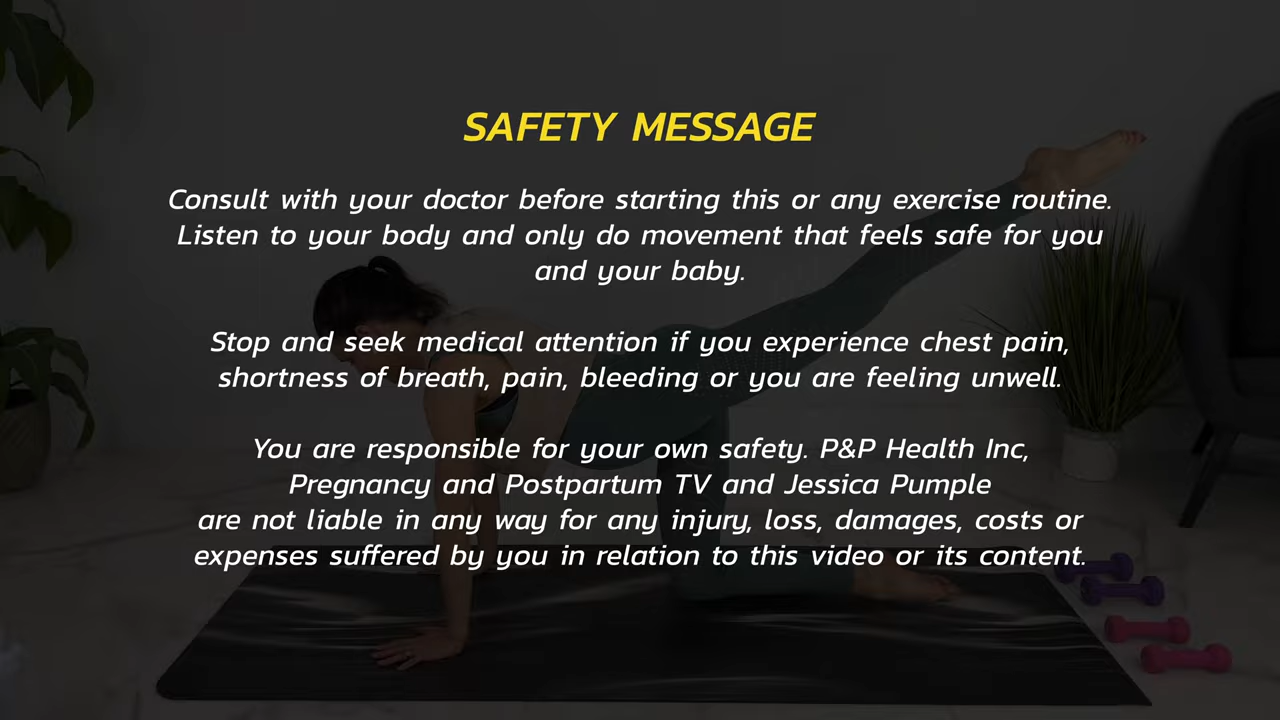 SAFETY MESSAGE
Consult with your doctor before starting this or any exercise routine.
Listen to your body and only do movement that feels safe for you
and your baby.
Stop and seek medical attention if you experience chest pain,
shortness of breath, pain, bleeding or you are feeling unwell.
You are responsible for your own safety. P&P Health Inc,
Pregnancy and Postpartum TV and Jessica Pumple
are not liable in any way for any injury, loss, damages, costs or
expenses suffered by you in relation to this video or its content.